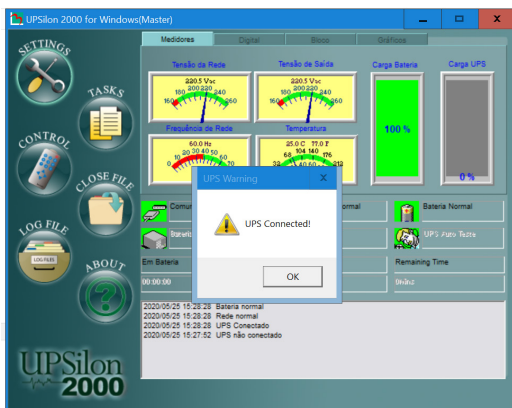 UPSilon 2000 for Windows(Master)
SETTINGS
TASKS
CONTROL
CLOSE FILE
LOG FILE
LOG FILES
ABOUT
UPSilon
2000
Medidores Digital Bloco Gráficos
Tensão da Rede Tensão de Saída Carga Bateria Carga UPS
220.5 Vac 220.5 Vac
180 200 220 240 180 200 220 240
160 260 160 260
100 %
0 %
Frequência de Rede Temperatura
60.0 Hz 25.0 C 77.0 F
20 30 40 50 68 104 140 176
60
70
0
32
212
UPS Warning X
UPS Connected!
OK
ormal
Bateria Normal
UPS Auto Teste
Em Bateria Remaining Time
00:00:00
2020/05/25 15:28:28 Bateria normal
2020/05/25 15:28:28 Rede normal
2020/05/25 15:28:28 UPS Conectado
2020/05/25 15:27:52 UPS não conectado